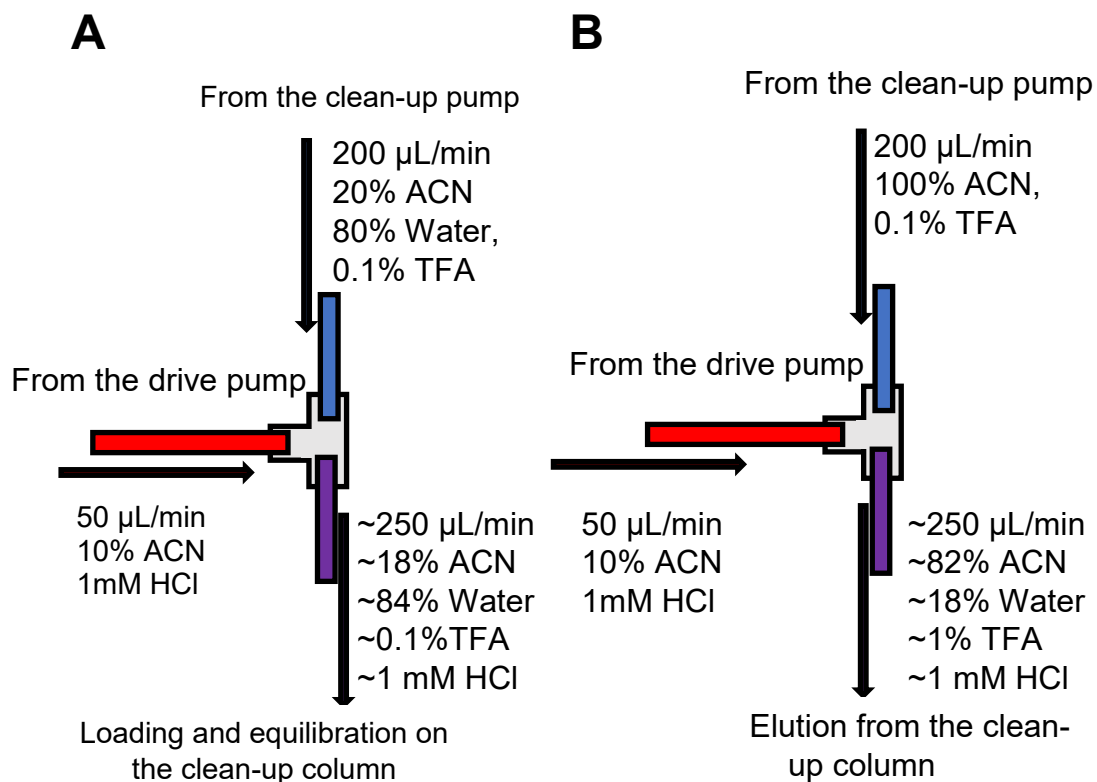 A
From the clean-up pump
200 µL/min
20% ACN
80% Water,
0.1% TFA
From the drive pump
50 µL/min
10% ACN
1mM HCl
~250 µL/min
~18% ACN
~84% Water
~0.1%TFA
~1 mM HCl
Loading and equilibration on
the clean-up column
B
From the clean-up pump
200 µL/min
100% ACN,
0.1% TFA
From the drive pump
50 µL/min
10% ACN
1mM HCl
~250 µL/min
~82% ACN
~18% Water
~1% TFA
~1 mM HCl
Elution from the clean-
up column